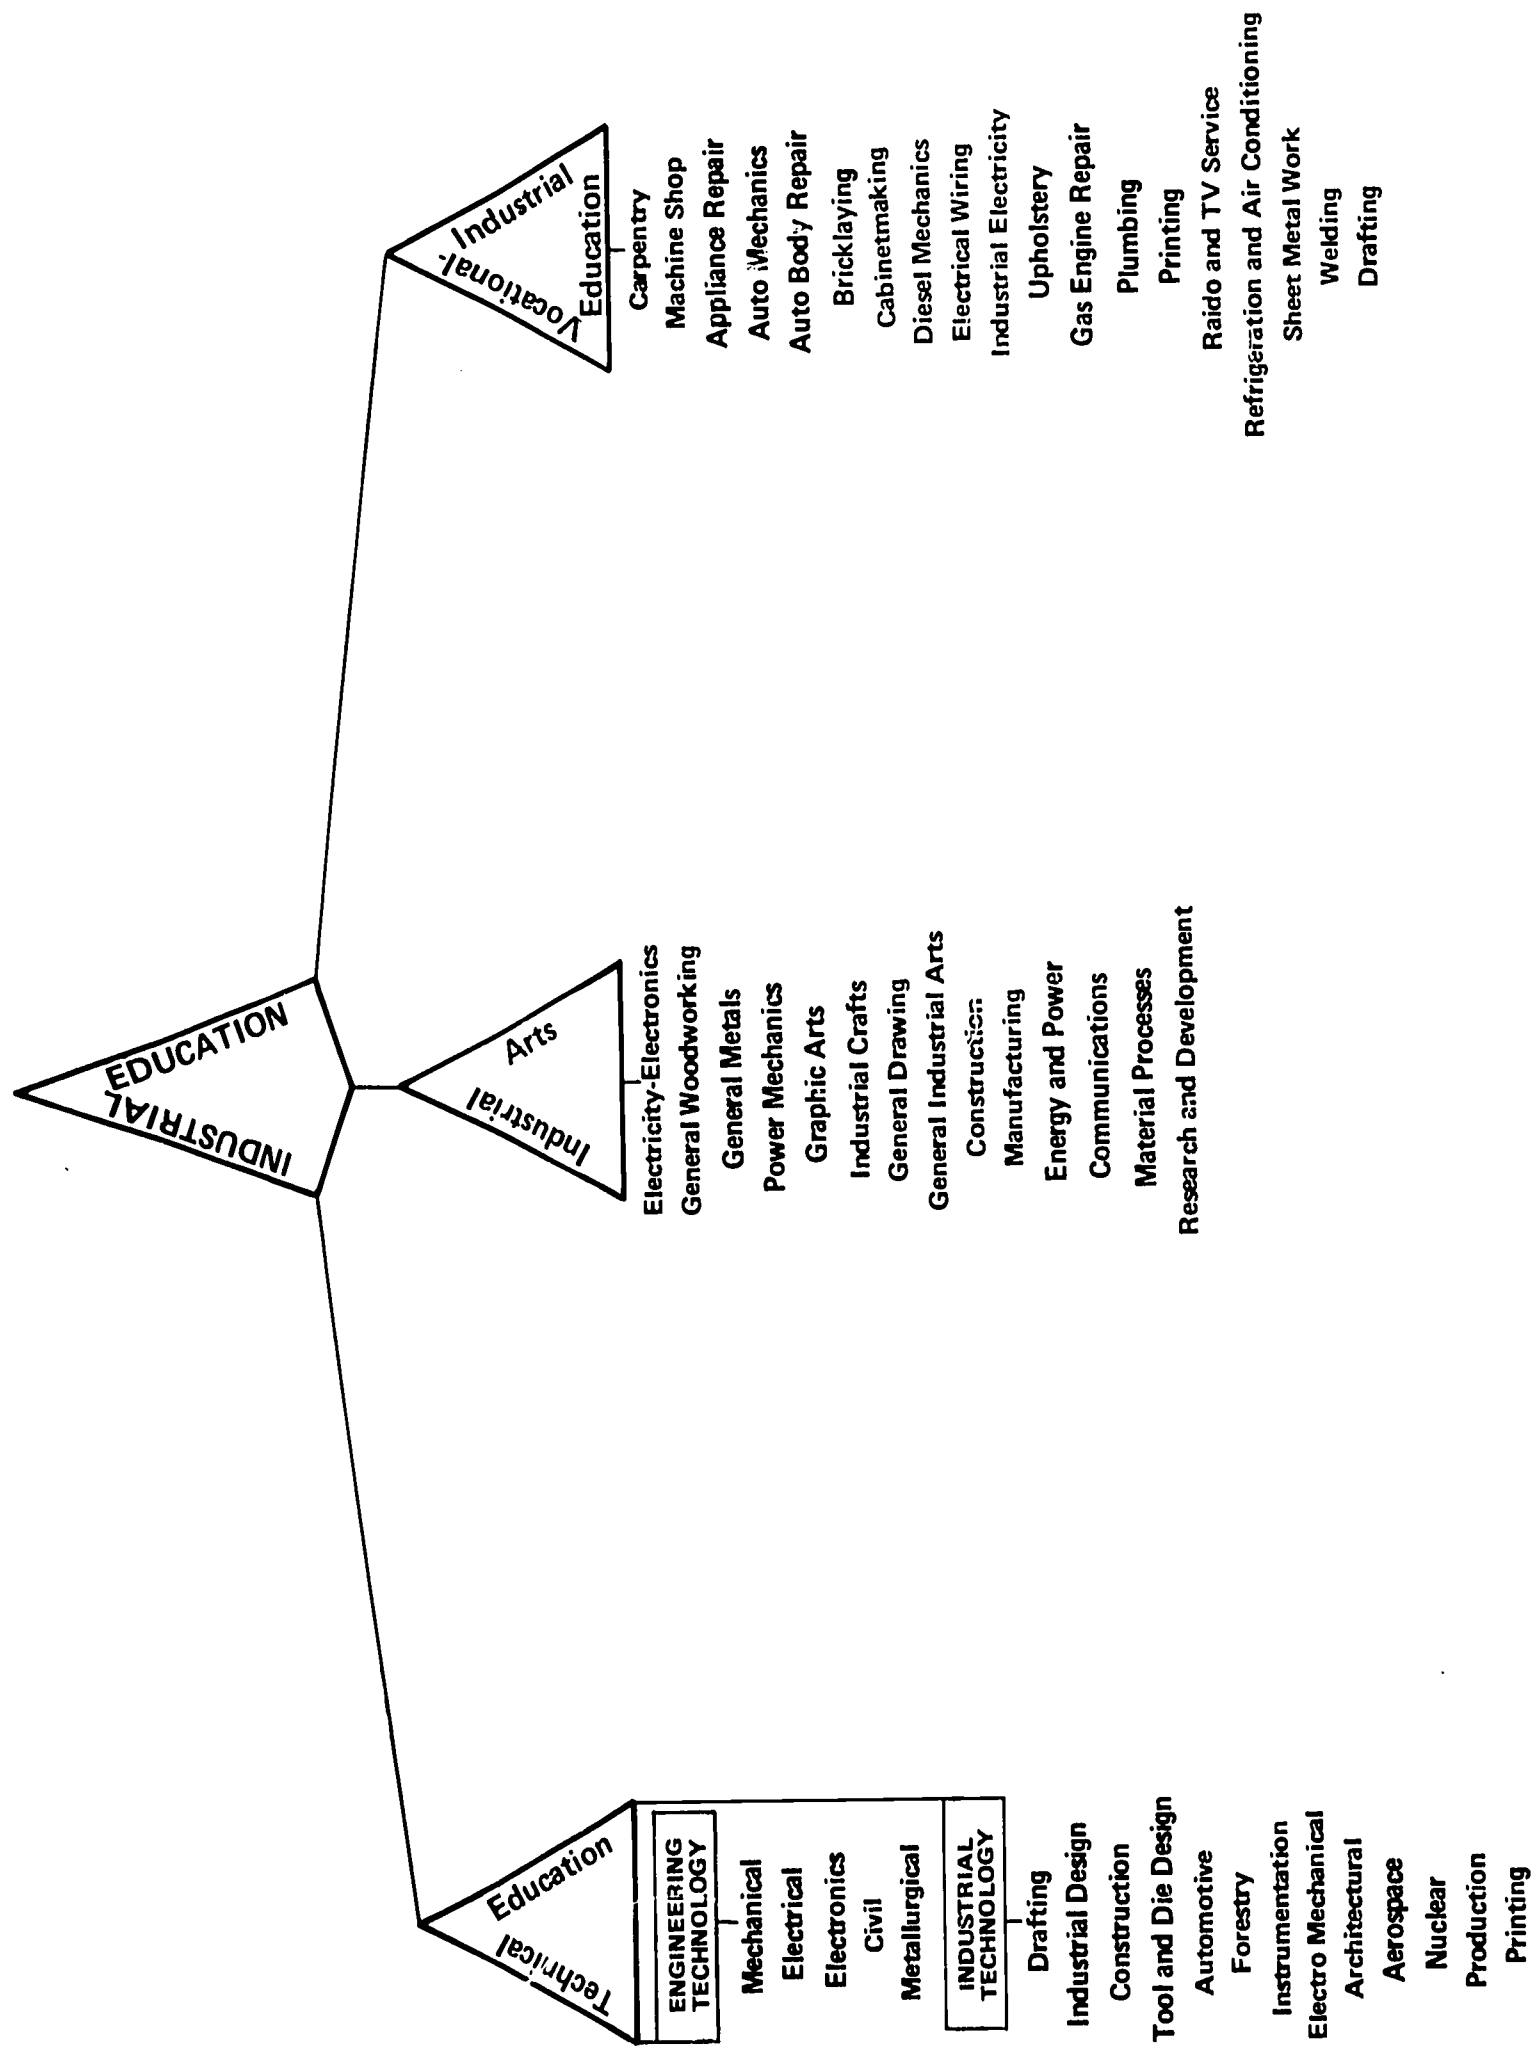 INDUSTRIAL EDUCATION
Technical Education
ENGINEERING
TECHNOLOGY
Mechanical
Electrical
Electronics
Civil
Metallurgical
INDUSTRIAL
TECHNOLOGY
Drafting
Industrial Design
Construction
Tool and Die Design
Automotive
Forestry
Instrumentation
Electro Mechanical
Architectural
Aerospace
Nuclear
Production
Printing
Industrial Arts
Electricity-Electronics
General Woodworking
General Metals
Power Mechanics
Graphic Arts
Industrial Crafts
General Drawing
General Industrial Arts
Construction
Manufacturing
Energy and Power
Communications
Material Processes
Research and Development
Vocational-Industrial
Education
Carpentry
Machine Shop
Appliance Repair
Auto Mechanics
Auto Body Repair
Bricklaying
Cabinetmaking
Diesel Mechanics
Electrical Wiring
Industrial Electricity
Upholstery
Gas Engine Repair
Plumbing
Printing
Raido and TV Service
Refrigeration and Air Conditioning
Sheet Metal Work
Welding
Drafting